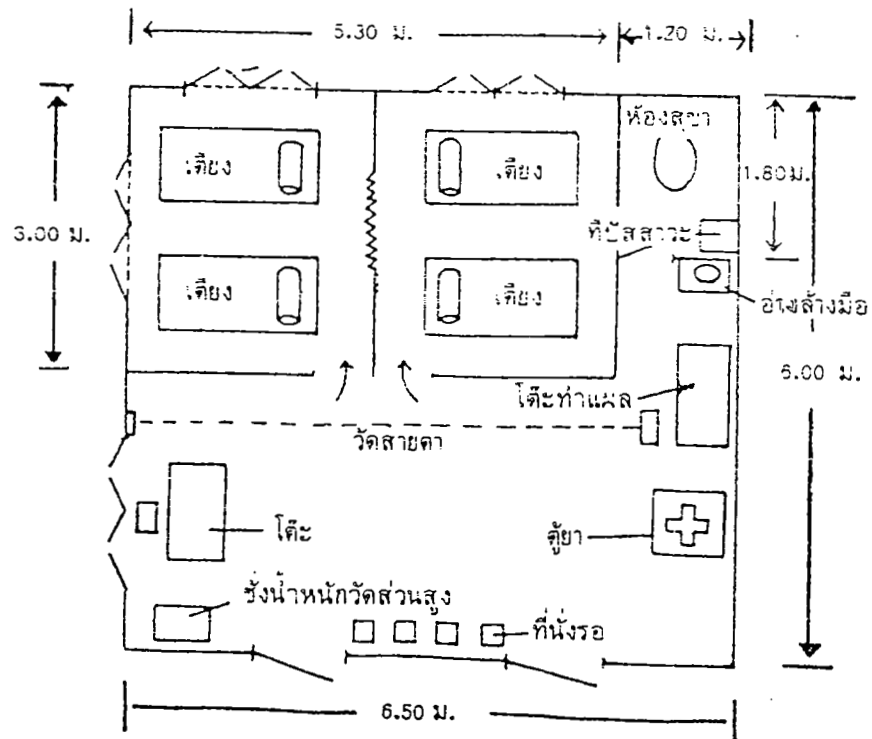 5.30 ม.
1.20 ม.
ห้องสุขา
เตียง
เตียง
1.80 ม.
3.00 ม.
ที่ปัสสาวะ
เตียง
เตียง
อ่างล้างมือ
6.00 ม.
โต๊ะทำแผล
วัดสายตา
โต๊ะ
ตู้ยา
ชั่งน้ำหนักวัดส่วนสูง
ที่นั่งรอ
6.50 ม.